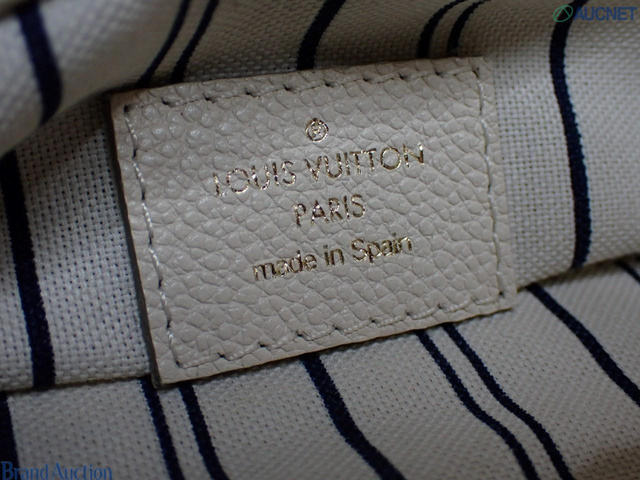 AUCNET
LOUIS VUITTON
PARIS
made in Spain
Brand Auction